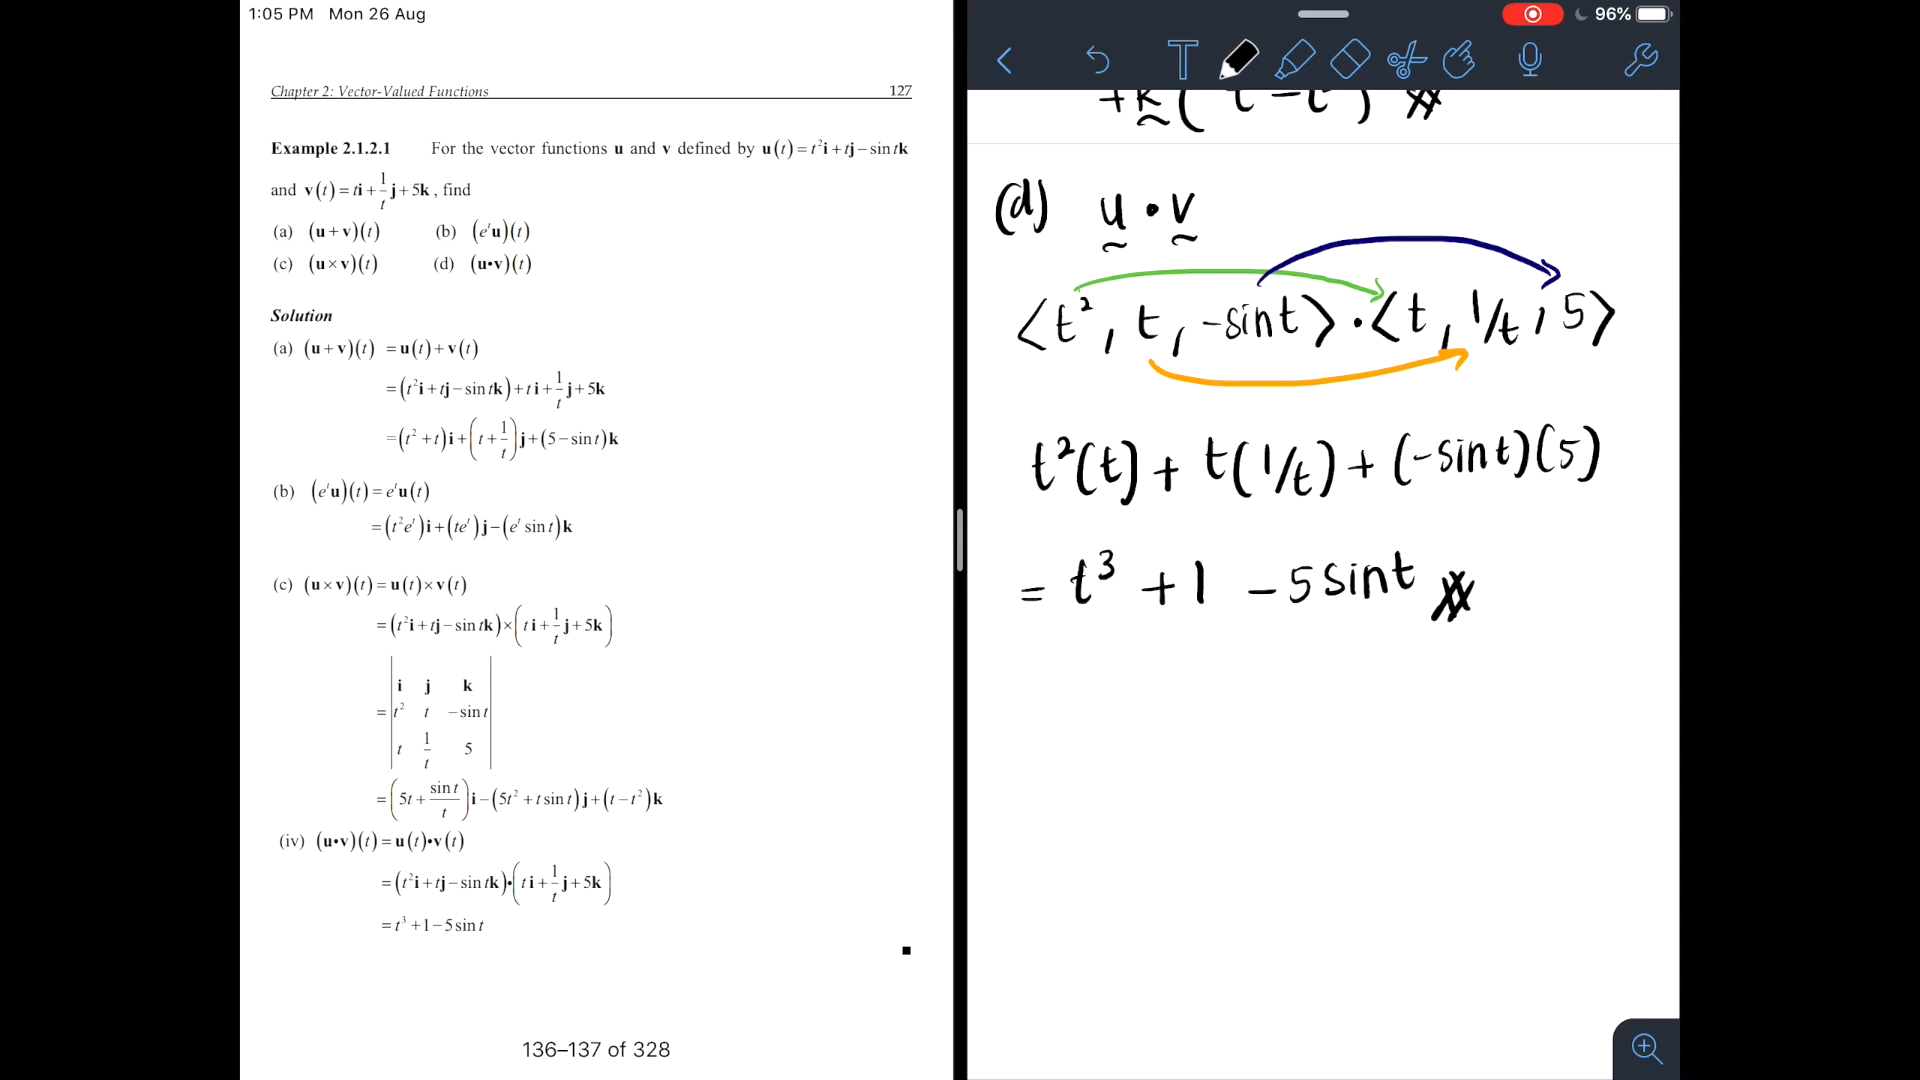 1:05 PM Mon 26 Aug
96%
Chapter 2: Vector-Valued Functions 127
Example 2.1.2.1 For the vector functions u and v defined by u(t) = t²i + tj − sin tk
and v(t) = ti + 1/t j + 5k , find
(a) (u + v)(t) (b) (eᵗu)(t)
(c) (u × v)(t) (d) (u•v)(t)
Solution
(a) (u + v)(t) = u(t) + v(t)
= (t²i + tj − sin tk) + ti + 1/t j + 5k
= (t² + t)i + (t + 1/t)j + (5 − sin t)k
(b) (eᵗu)(t) = eᵗu(t)
= (t²eᵗ)i + (teᵗ)j − (eᵗ sin t)k
(c) (u × v)(t) = u(t) × v(t)
= (t²i + tj − sin tk) × (ti + 1/t j + 5k)
i j k
= t² t − sin t
t 1/t 5
= (5t + sin t/t)i − (5t² + t sin t)j + (t − t²)k
(iv) (u•v)(t) = u(t)•v(t)
= (t²i + tj − sin tk)•(ti + 1/t j + 5k)
= t³ + 1 − 5 sin t
■
136–137 of 328
T
(d) u • v
<t², t, -sint> • <t, 1/t, 5>
t²(t) + t(1/t) + (-sint)(5)
= t³ + 1 - 5sint